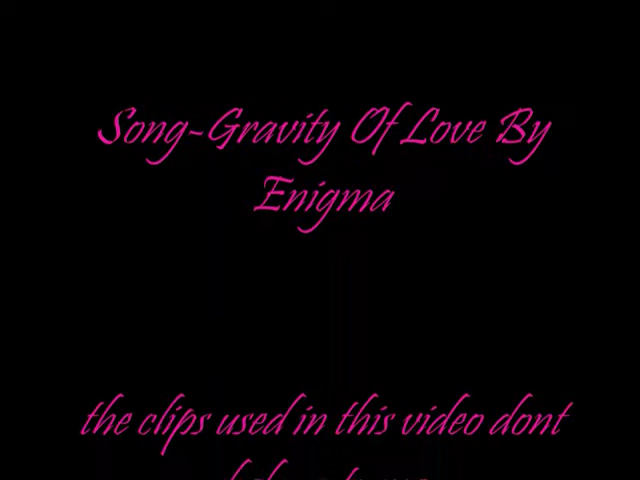 Song-Gravity Of Love By
Enigma
the clips used in this video dont